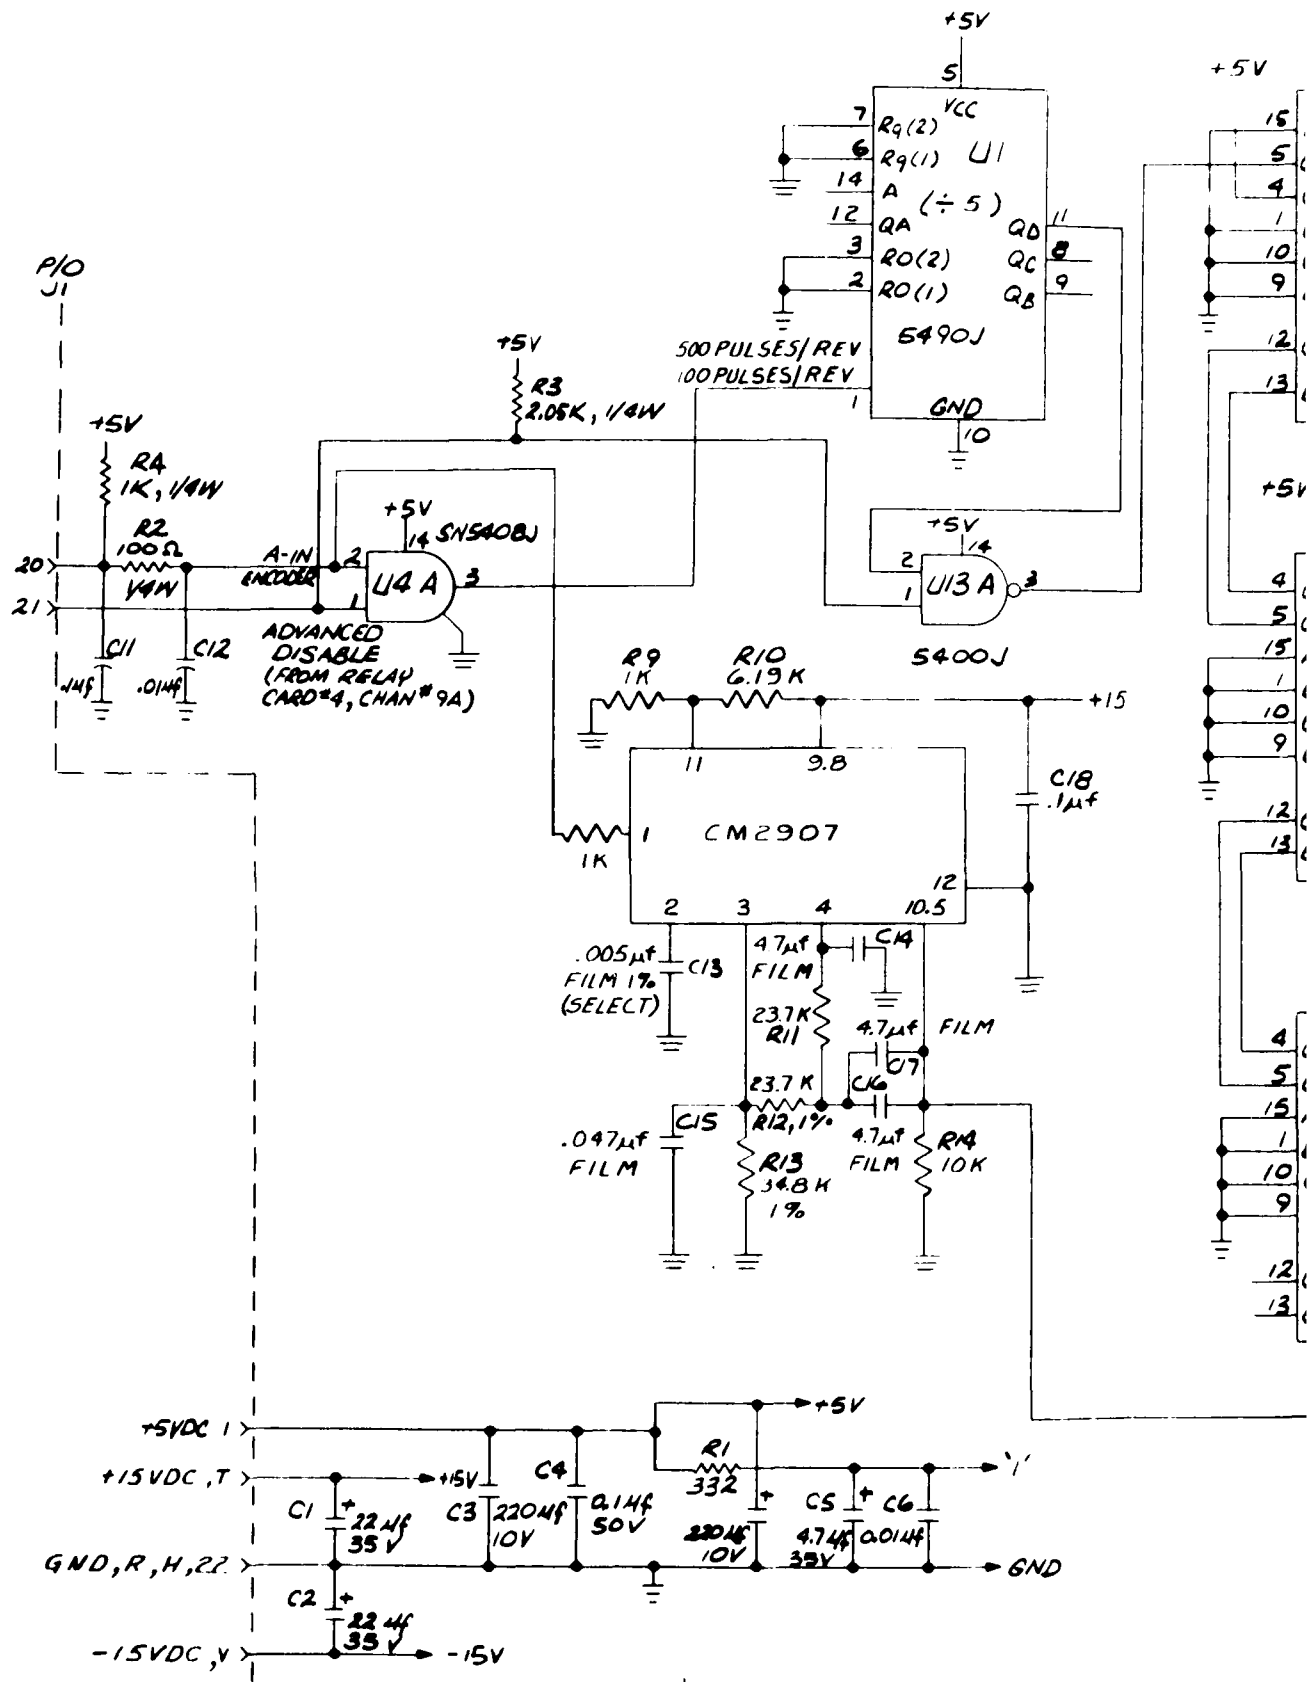 +5V
5
VCC
7
R9(2)
6
R9(1)
U1
14
A
(÷5)
12
QA
QD
11
3
RO(2)
QC
8
2
RO(1)
QB
9
5490J
500 PULSES/REV
100 PULSES/REV
1
GND
10
+5V
15
5
4
1
10
9
12
13
P/O
J1
+5V
R3
2.05K, 1/4W
+5V
R4
1K, 1/4W
R2
100Ω
1/4W
20
21
A-IN
ENCODER
+5V
14
SN5408J
2
U4A
3
1
C11
.1µf
C12
.01µf
ADVANCED
DISABLE
(FROM RELAY
CARD #4, CHAN # 9A)
+5V
14
2
U13A
3
1
5400J
+5V
4
5
15
1
10
9
12
13
R9
1K
R10
6.19K
+15
11
9.8
C18
.1µf
1K
1
CM2907
12
2
3
4
10.5
.005µf
FILM 1%
(SELECT)
C13
4.7µf
FILM
C14
23.7K
R11
4.7µf
FILM
C17
23.7K
R12, 1%
C16
4.7µf
FILM
C15
.047µf
FILM
R13
34.8K
1%
R14
10K
4
5
15
1
10
9
12
13
+5VDC 1
+5V
R1
332
'1'
+15VDC, T
+15V
C1
+
22µf
35V
C3
220µf
10V
C4
0.1µf
50V
+
220µf
10V
C5
+
4.7µf
35V
C6
0.01µf
GND, R, H, 22
GND
C2
+
22µf
35V
-15VDC, V
-15V